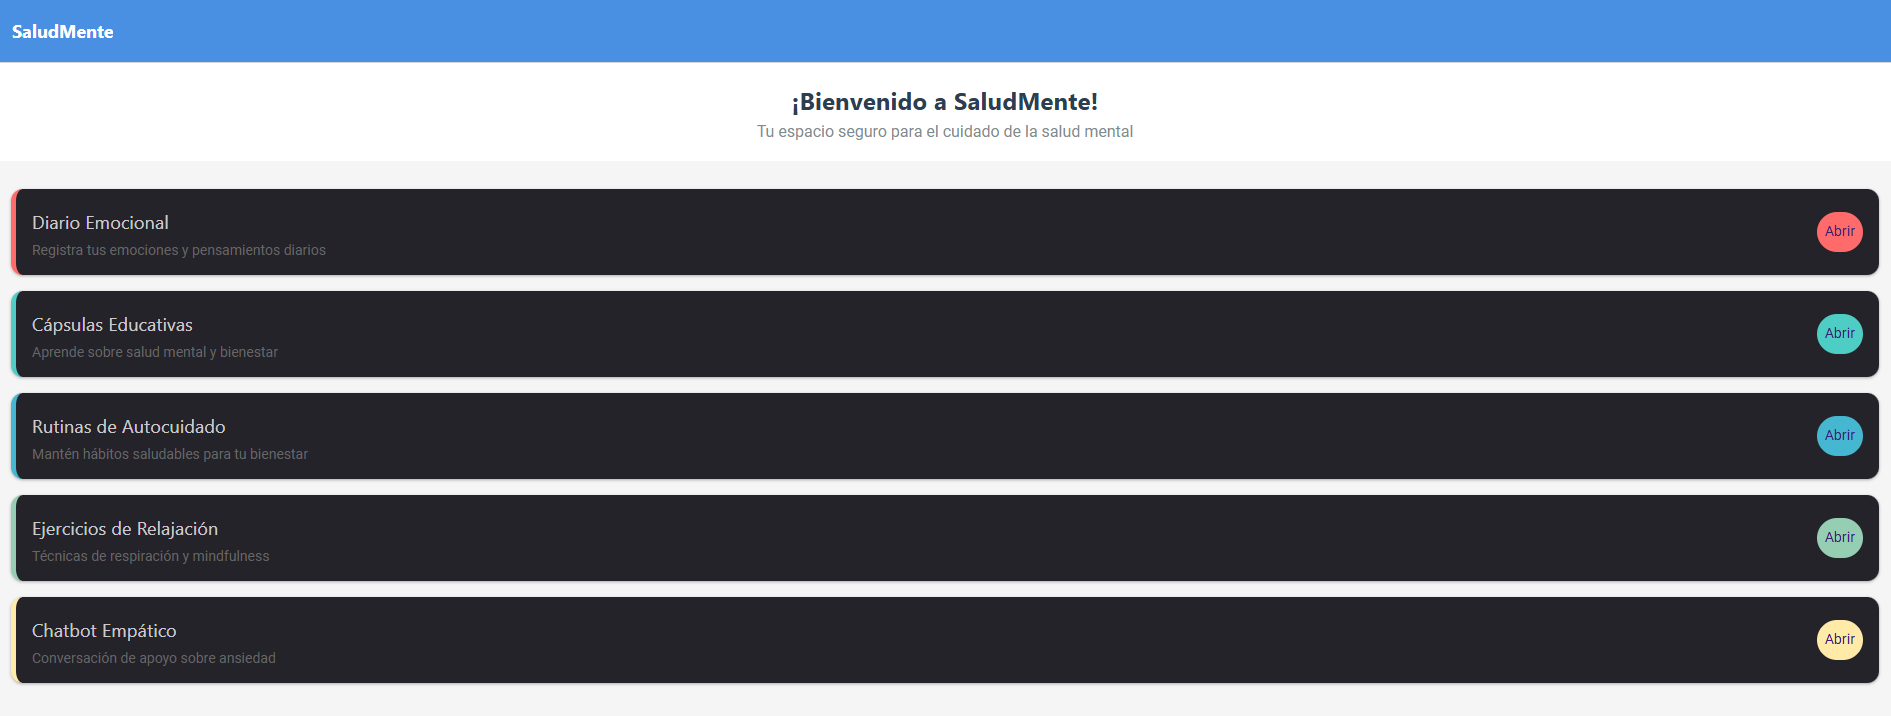 SaludMente
¡Bienvenido a SaludMente!
Tu espacio seguro para el cuidado de la salud mental
Diario Emocional
Registra tus emociones y pensamientos diarios
Abrir
Cápsulas Educativas
Aprende sobre salud mental y bienestar
Abrir
Rutinas de Autocuidado
Mantén hábitos saludables para tu bienestar
Abrir
Ejercicios de Relajación
Técnicas de respiración y mindfulness
Abrir
Chatbot Empático
Conversación de apoyo sobre ansiedad
Abrir